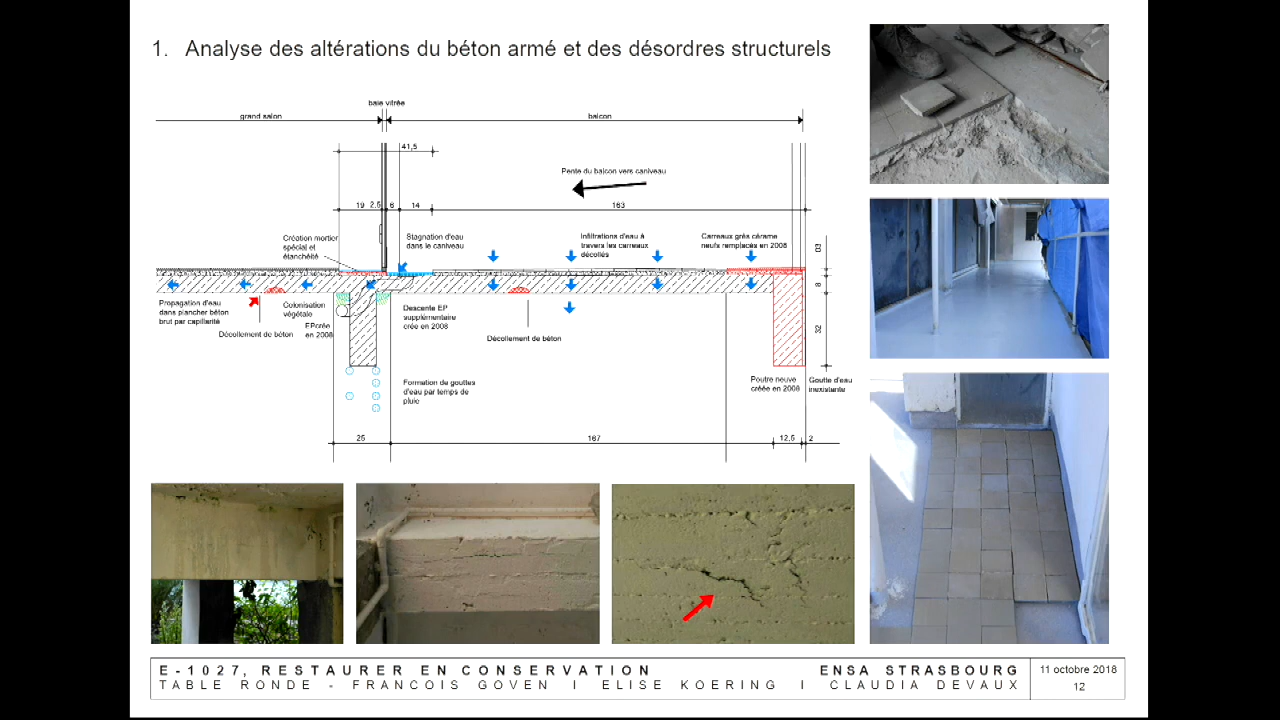 1. Analyse des altérations du béton armé et des désordres structurels
baie vitrée
grand salon
balcon
41,5
Pente du balcon vers caniveau
19 2.5 6 14 163
Création mortier
spécial et
étanchéité
Stagnation d'eau
dans le caniveau
Infiltrations d'eau à
travers les carreaux
décollés
Carreaux grès cérame
neufs remplacés en 2008
03
8
32
Propagation d'eau
dans plancher béton
brut par capillarité
Colonisation
végétale
Décollement de béton
EPcrée
en 2008
Descente EP
supplémentaire
crée en 2008
Décollement de béton
Formation de gouttes
d'eau par temps de
pluie
Poutre neuve
créée en 2008
Goutte d'eau
inexistante
25 167 12,5 2
E-1027, RESTAURER EN CONSERVATION
TABLE RONDE - FRANCOIS GOVEN I ELISE KOERING I CLAUDIA DEVAUX
ENSA STRASBOURG
11 octobre 2018
12